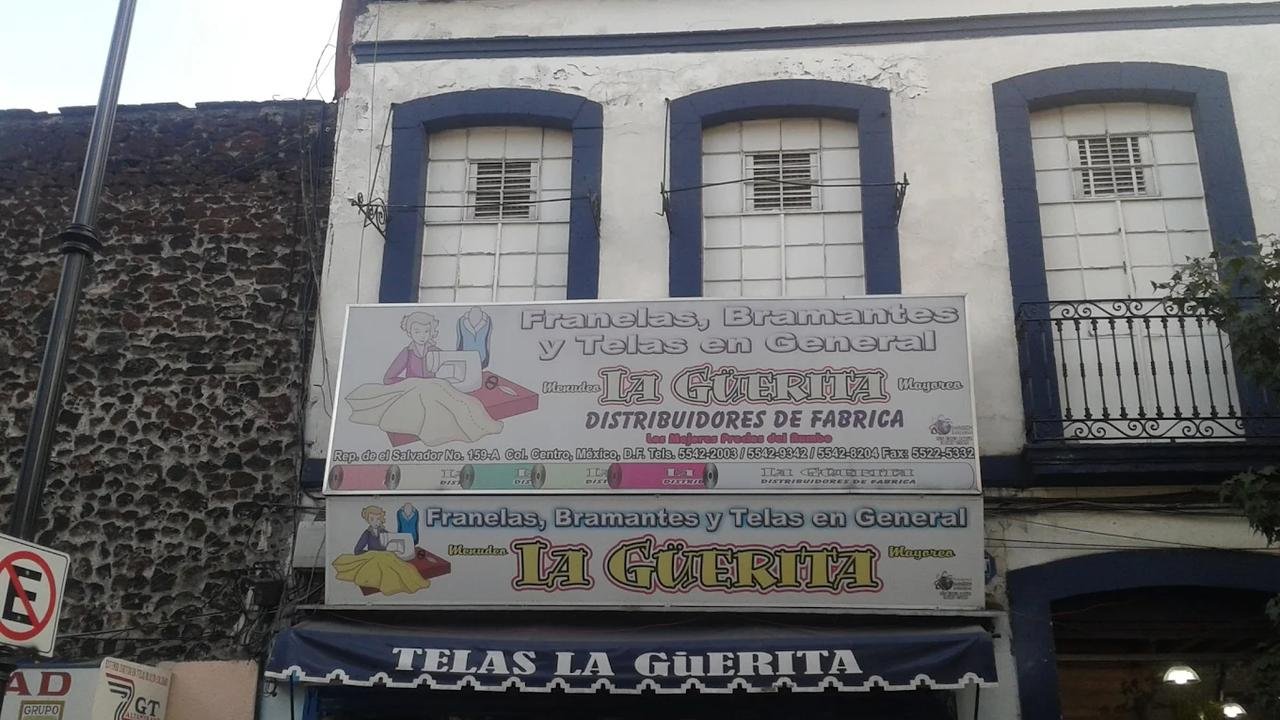 Franelas, Bramantes
y Telas en General
Menudeo LA GÜERITA Mayoreo
DISTRIBUIDORES DE FABRICA
Los Mejores Precios del Rumbo
Rep. de el Salvador No. 159-A Col. Centro, México, D.F. Tels. 5542-2003 / 5542-9342 / 5542-8204 Fax: 5522-5332
LA GÜERITA
DISTRIBUIDORES DE FABRICA
Franelas, Bramantes y Telas en General
Menudeo LA GÜERITA Mayoreo
TELAS LA GüERITA
E
AD
GRUPO
7GT